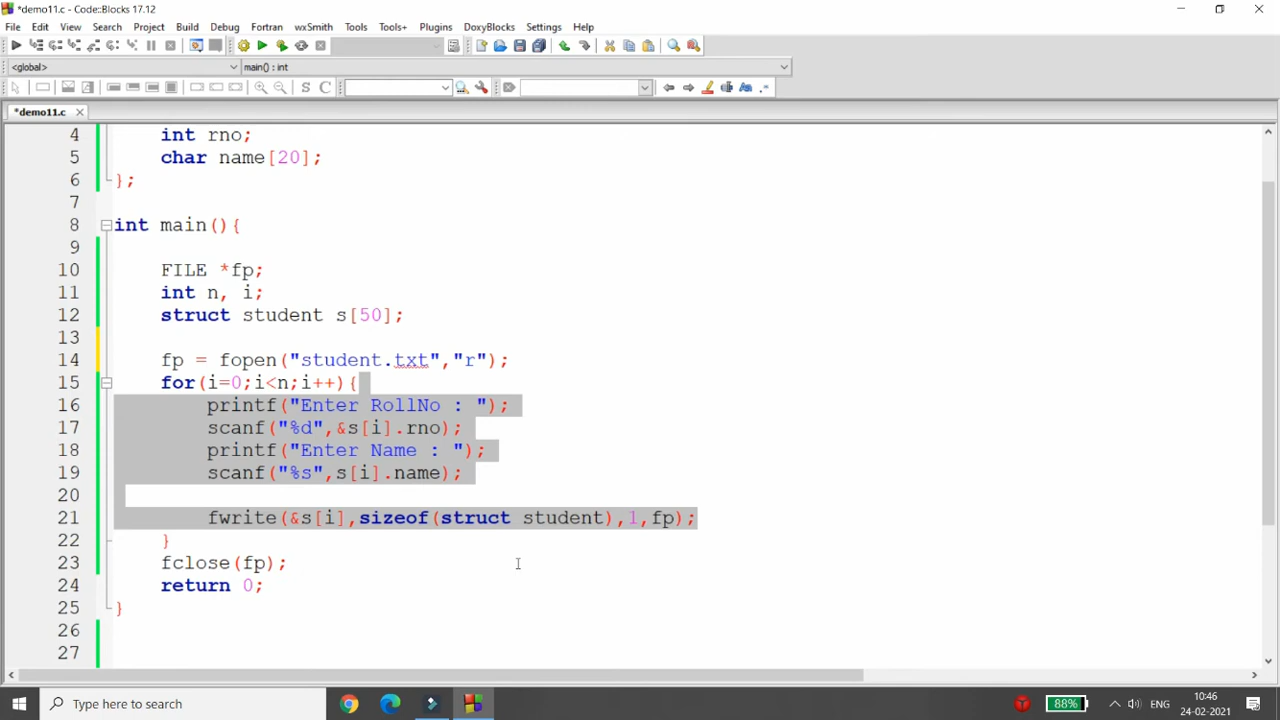 *demo11.c - Code::Blocks 17.12
File Edit View Search Project Build Debug Fortran wxSmith Tools Tools+ Plugins DoxyBlocks Settings Help
<global> main() : int
S C
*demo11.c
4 int rno;
5 char name[20];
6 };
7
8 int main(){
9
10 FILE *fp;
11 int n, i;
12 struct student s[50];
13
14 fp = fopen("student.txt","r");
15 for(i=0;i<n;i++){
16 printf("Enter RollNo : ");
17 scanf("%d",&s[i].rno);
18 printf("Enter Name : ");
19 scanf("%s",s[i].name);
20
21 fwrite(&s[i],sizeof(struct student),1,fp);
22 }
23 fclose(fp);
24 return 0;
25 }
26
27
Type here to search
88%
ENG
10:46
24-02-2021